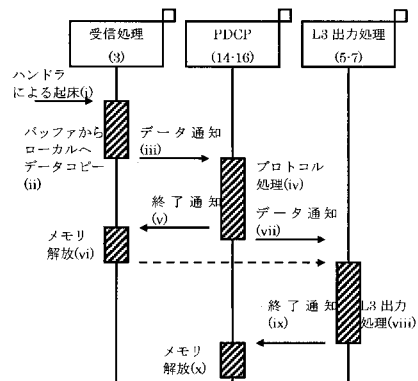 受信処理
(3)
PDCP
(14-16)
L3 出力処理
(5-7)
ハンドラ
による起床(i)
バッファから
ローカルへ
データコピー
(ii)
データ通知
(iii)
プロトコル
処理(iv)
終了通知
(v)
データ通知
(vii)
メモリ
解放(vi)
終了通知
(ix)
L3 出力
処理(viii)
メモリ
解放(x)